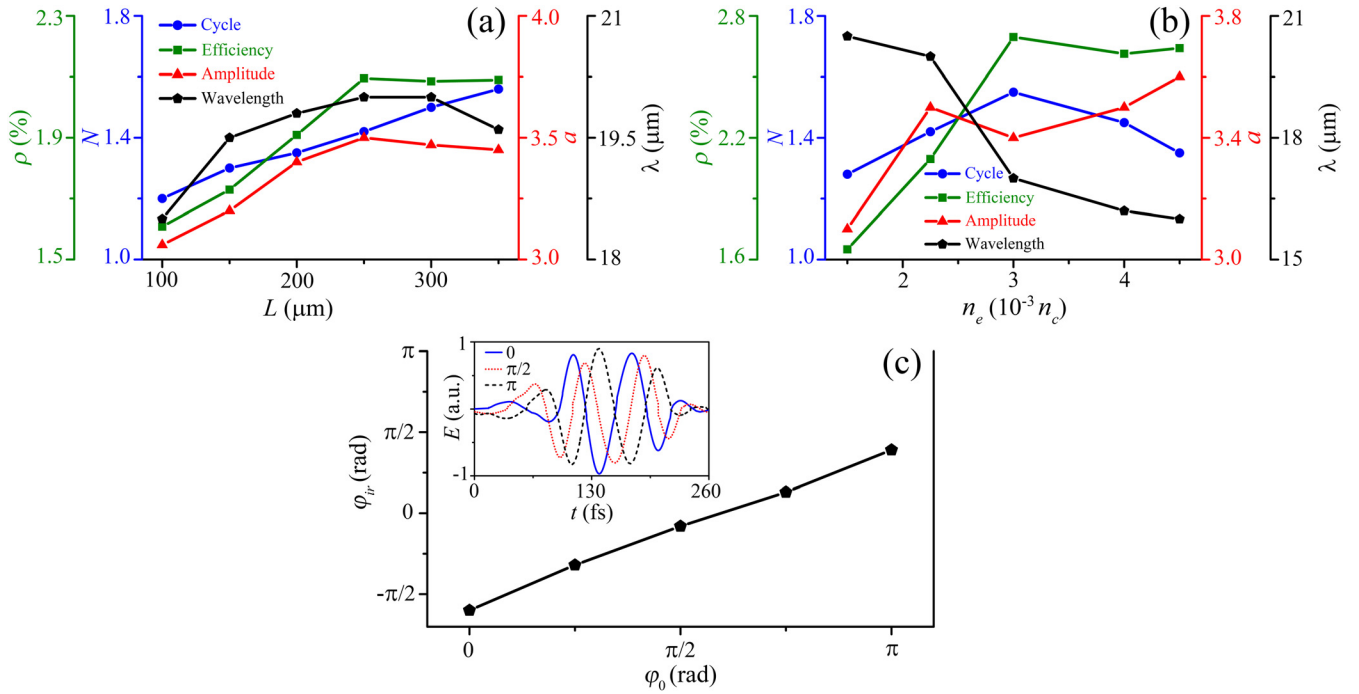 (a)
2.3
1.9
1.5
ρ (%)
1.8
1.4
1.0
N
Cycle
Efficiency
Amplitude
Wavelength
4.0
3.5
3.0
a
21
19.5
18
λ (μm)
100
200
300
L (μm)
(b)
2.8
2.2
1.6
ρ (%)
1.8
1.4
1.0
N
Cycle
Efficiency
Amplitude
Wavelength
3.8
3.4
3.0
a
21
18
15
λ (μm)
2
3
4
n_e (10^-3 n_c)
(c)
π
π/2
0
-π/2
φ_ir (rad)
0
π/2
π
φ_0 (rad)
1
-1
E (a.u.)
0
π/2
π
0
130
260
t (fs)